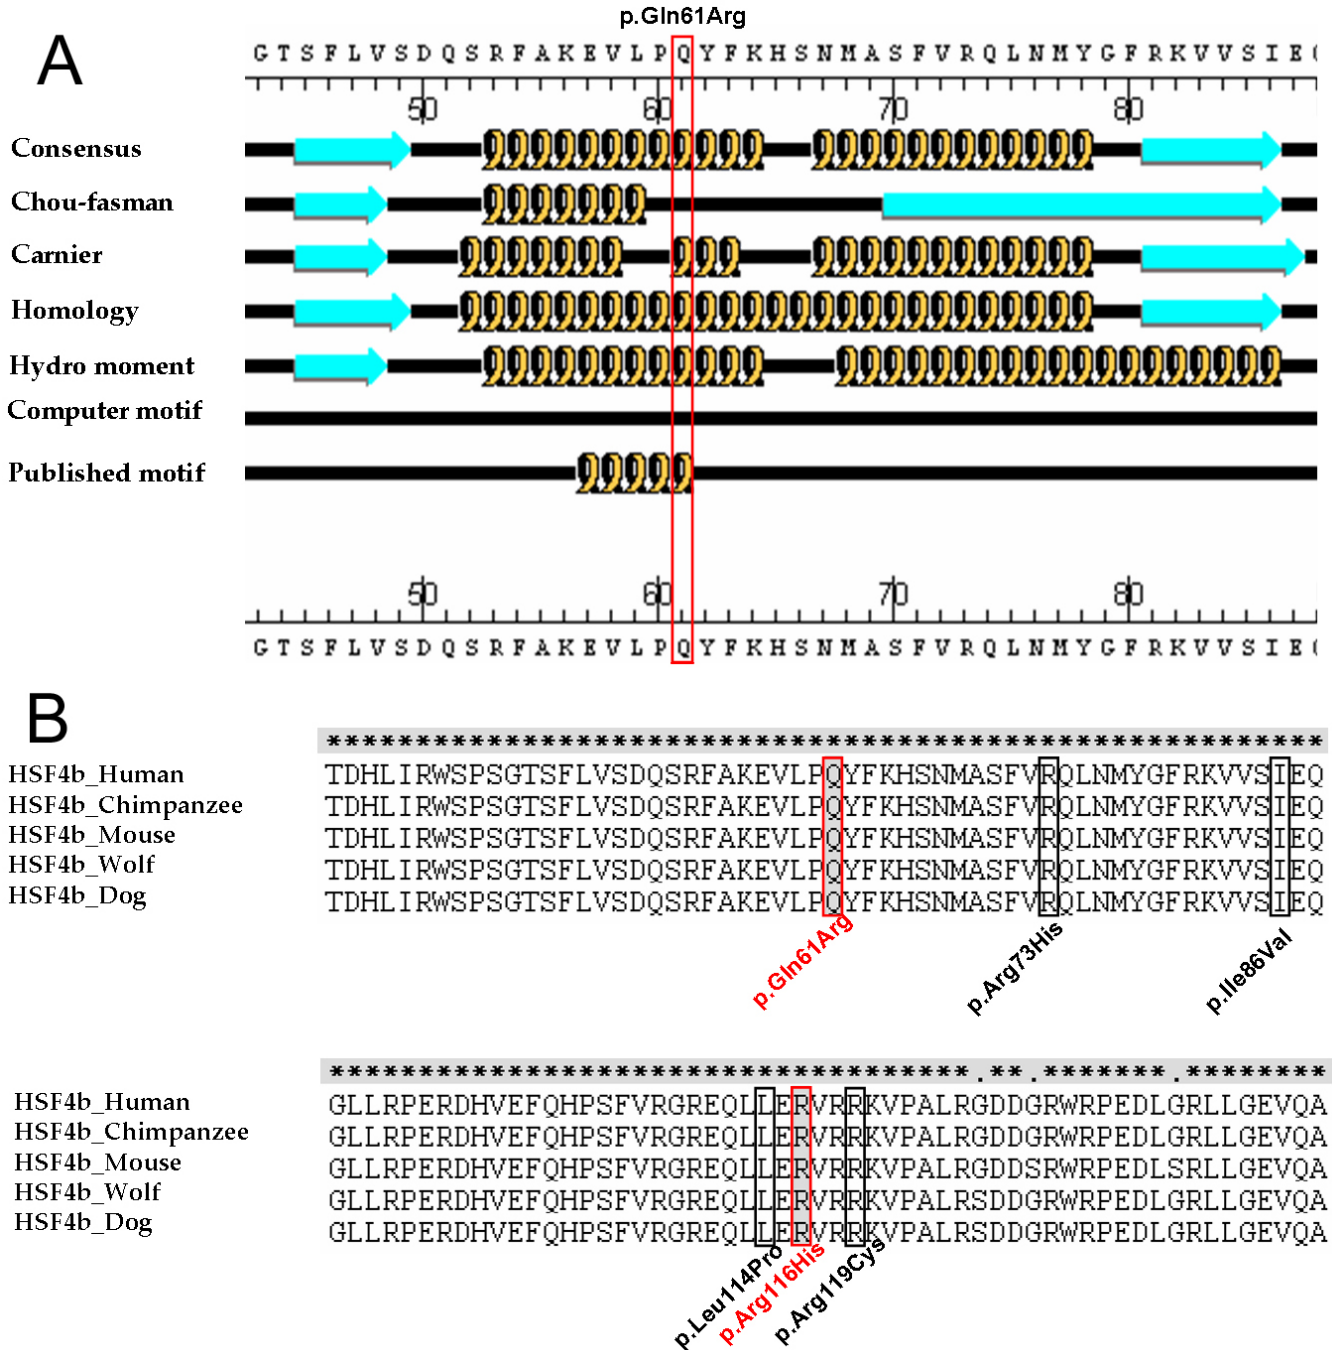 p.Gln61Arg
A
G T S F L V S D Q S R F A K E V L P Q Y F K H S N M A S F V R Q L N M Y G F R K V V S I E
50 60 70 80
Consensus
Chou-fasman
Carnier
Homology
Hydro moment
Computer motif
Published motif
50 60 70 80
G T S F L V S D Q S R F A K E V L P Q Y F K H S N M A S F V R Q L N M Y G F R K V V S I E
B
********************************************************
HSF4b_Human TDHLIRWSPSGTSFLVSDQSRFAKEVLPQYFKHSNMASFVRQLNMYGFRKVVSIEQ
HSF4b_Chimpanzee TDHLIRWSPSGTSFLVSDQSRFAKEVLPQYFKHSNMASFVRQLNMYGFRKVVSIEQ
HSF4b_Mouse TDHLIRWSPSGTSFLVSDQSRFAKEVLPQYFKHSNMASFVRQLNMYGFRKVVSIEQ
HSF4b_Wolf TDHLIRWSPSGTSFLVSDQSRFAKEVLPQYFKHSNMASFVRQLNMYGFRKVVSIEQ
HSF4b_Dog TDHLIRWSPSGTSFLVSDQSRFAKEVLPQYFKHSNMASFVRQLNMYGFRKVVSIEQ
p.Gln61Arg p.Arg73His p.Ile86Val
************************************.**.*******.********
HSF4b_Human GLLRPERDHVEFQHPSFVRGREQLLERVRRKVPALRGDDGRWRPEDLGRLLGEVQA
HSF4b_Chimpanzee GLLRPERDHVEFQHPSFVRGREQLLERVRRKVPALRGDDGRWRPEDLGRLLGEVQA
HSF4b_Mouse GLLRPERDHVEFQHPSFVRGREQLLERVRRKVPALRGDDSRWRPEDLSRLLGEVQA
HSF4b_Wolf GLLRPERDHVEFQHPSFVRGREQLLERVRRKVPALRSDDGRWRPEDLGRLLGEVQA
HSF4b_Dog GLLRPERDHVEFQHPSFVRGREQLLERVRRKVPALRSDDGRWRPEDLGRLLGEVQA
p.Leu114Pro p.Arg116His p.Arg119Cys